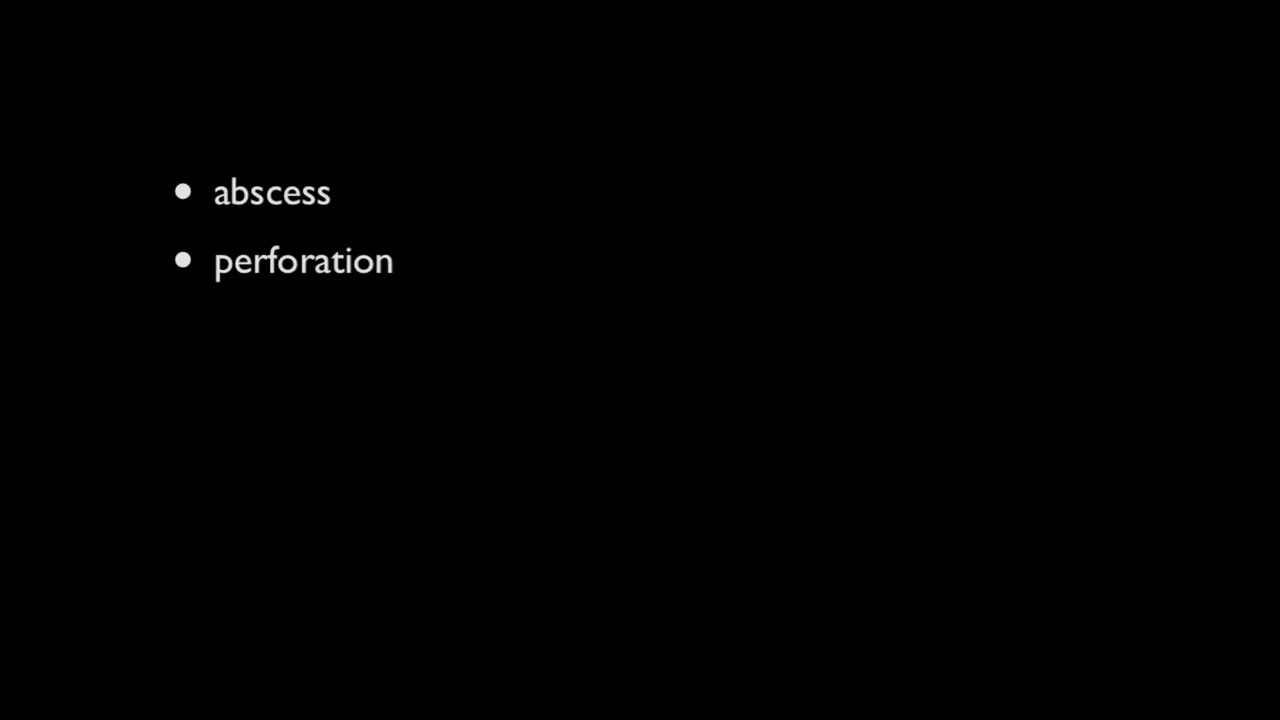 • abscess
• perforation